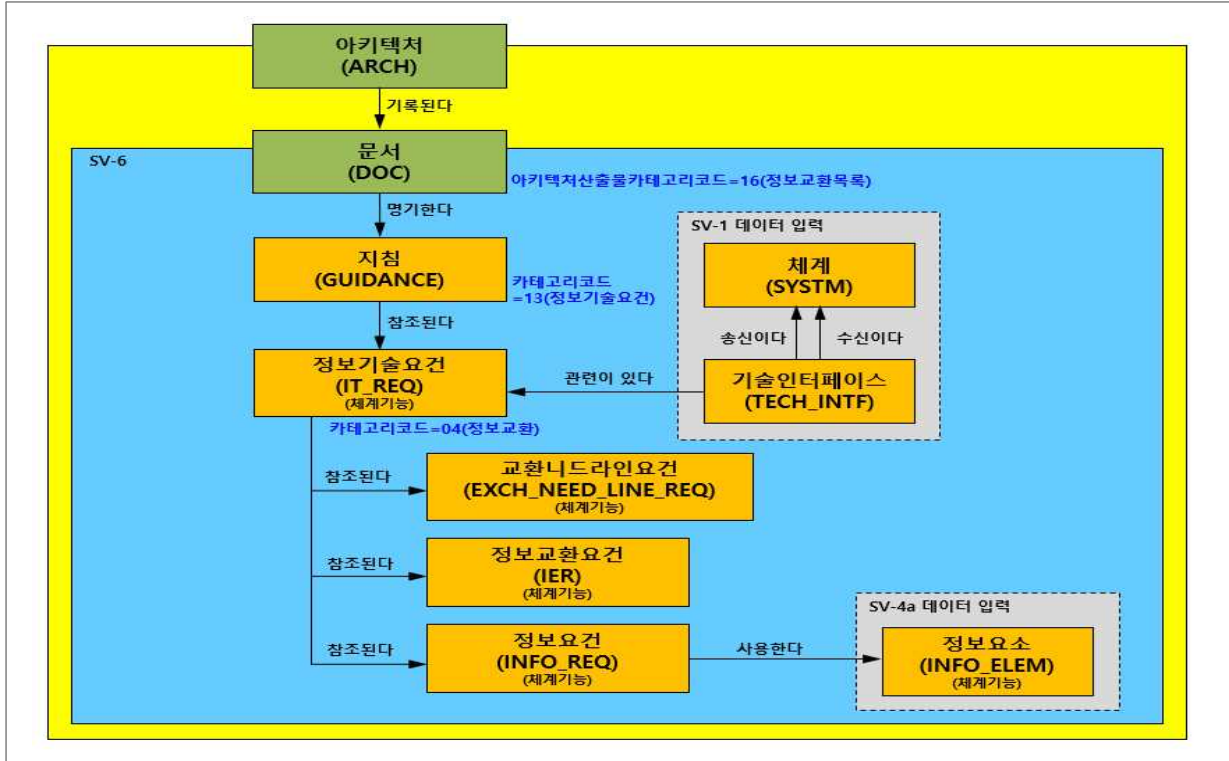 아키텍처
(ARCH)
기록된다
SV-6
문서
(DOC)
아키텍처산출물카테고리코드=16(정보교환목록)
명기한다
지침
(GUIDANCE)
카테고리코드
=13(정보기술요건)
참조된다
SV-1 데이터 입력
체계
(SYSTM)
송신이다
수신이다
정보기술요건
(IT_REQ)
(체계기능)
관련이 있다
기술인터페이스
(TECH_INTF)
카테고리코드=04(정보교환)
참조된다
교환니드라인요건
(EXCH_NEED_LINE_REQ)
(체계기능)
참조된다
정보교환요건
(IER)
(체계기능)
참조된다
정보요건
(INFO_REQ)
(체계기능)
사용한다
SV-4a 데이터 입력
정보요소
(INFO_ELEM)
(체계기능)